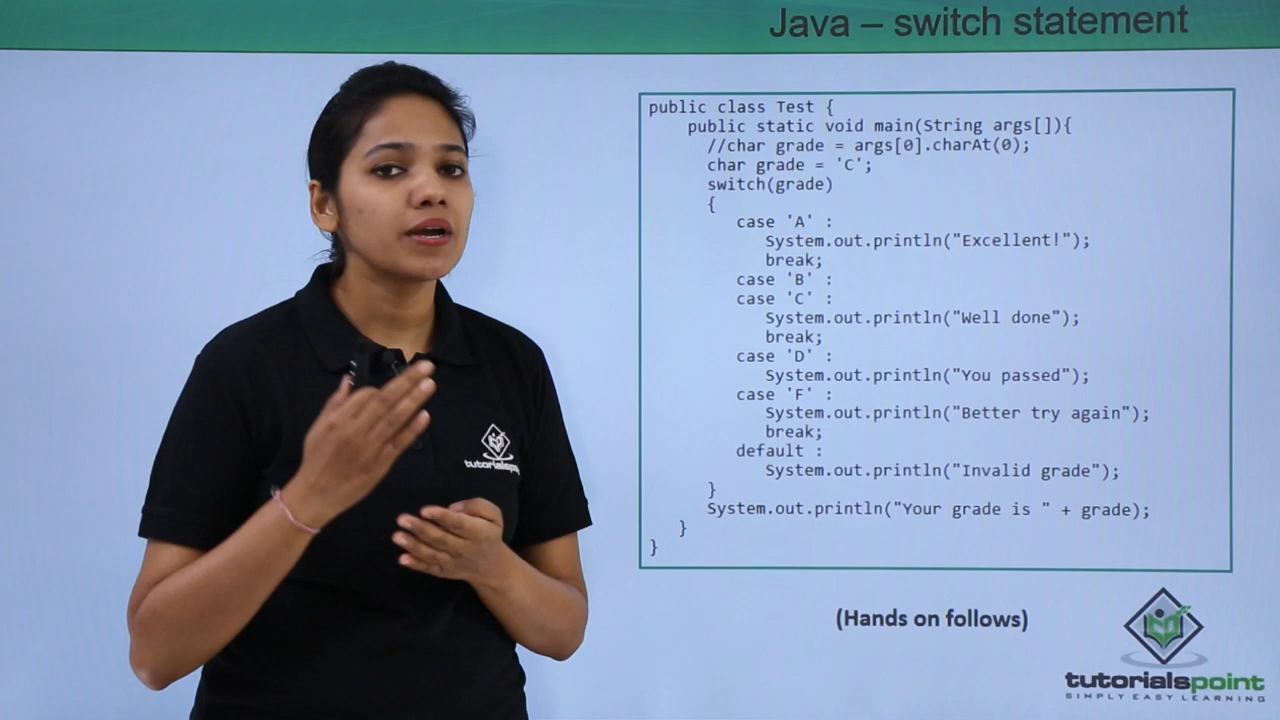 Java – switch statement
public class Test {
public static void main(String args[]){
//char grade = args[0].charAt(0);
char grade = 'C';
switch(grade)
{
case 'A' :
System.out.println("Excellent!");
break;
case 'B' :
case 'C' :
System.out.println("Well done");
break;
case 'D' :
System.out.println("You passed");
case 'F' :
System.out.println("Better try again");
break;
default :
System.out.println("Invalid grade");
}
System.out.println("Your grade is " + grade);
}
}
(Hands on follows)
tutorialspoint
SIMPLY EASY LEARNING
tutorialspo